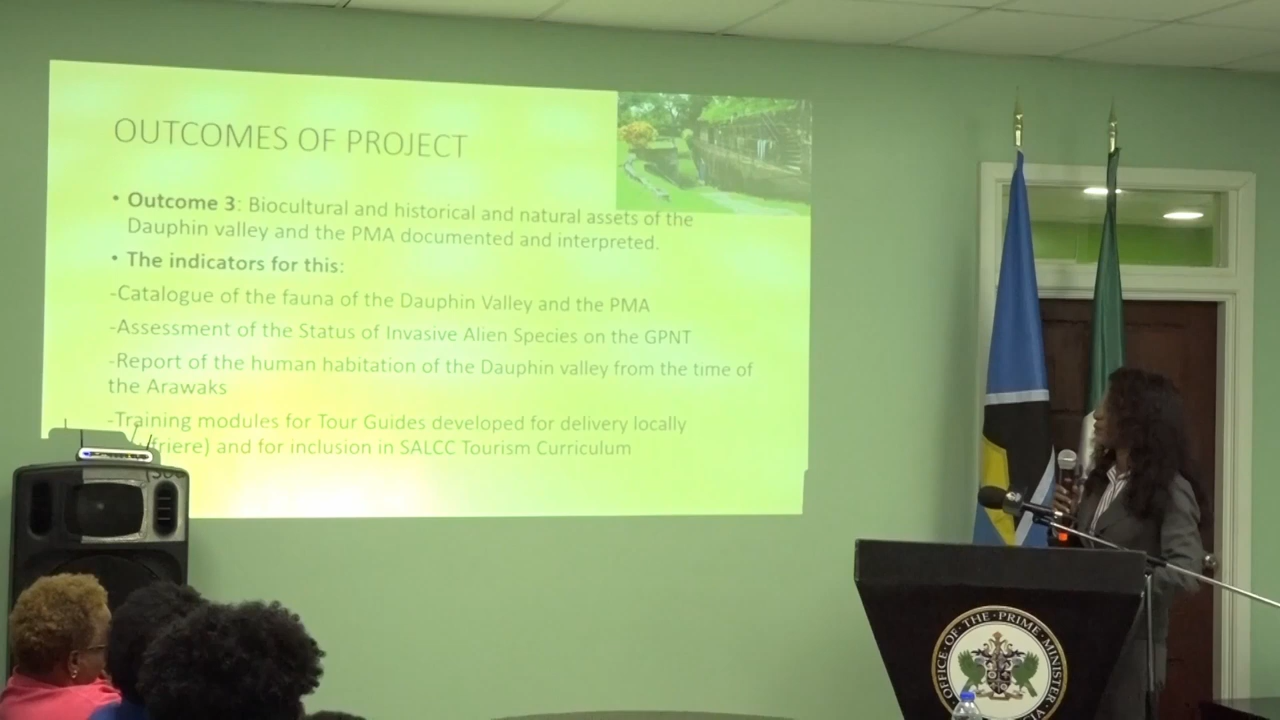 OUTCOMES OF PROJECT
• Outcome 3: Biocultural and historical and natural assets of the
Dauphin valley and the PMA documented and interpreted.
• The indicators for this:
-Catalogue of the fauna of the Dauphin Valley and the PMA
-Assessment of the Status of Invasive Alien Species on the GPNT
-Report of the human habitation of the Dauphin valley from the time of
the Arawaks
-Training modules for Tour Guides developed for delivery locally
friere) and for inclusion in SALCC Tourism Curriculum
OFFICE OF THE PRIME MINISTER